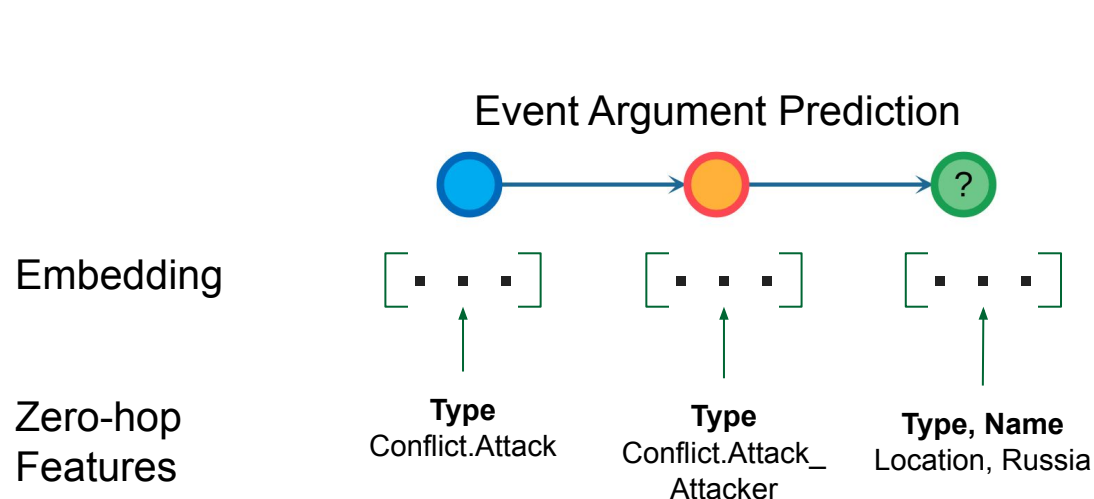 Event Argument Prediction
?
Embedding
Zero-hop
Features
Type
Conflict.Attack
Type
Conflict.Attack_
Attacker
Type, Name
Location, Russia